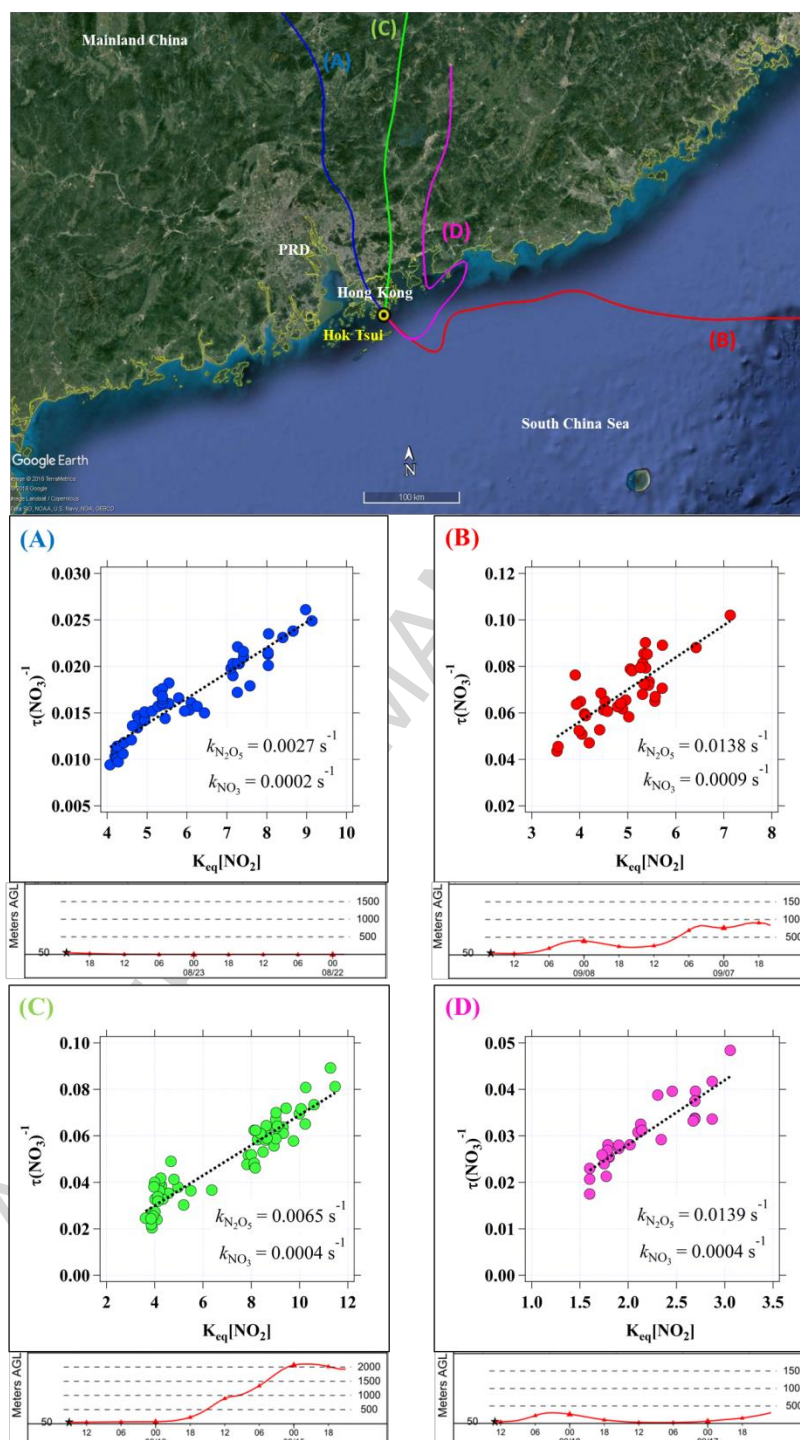 Mainland China
(C)
(A)
(D)
PRD
Hong Kong
Hok Tsui
(B)
South China Sea
N
Google Earth
100 km
(A)
0.030
0.025
0.020
0.015
0.010
0.005
τ(NO3)-1
kN2O5 = 0.0027 s-1
kNO3 = 0.0002 s-1
4 5 6 7 8 9 10
Keq[NO2]
Meters AGL
1500
1000
500
50
18 12 06 00 18 12 06 00
08/23 08/22
(B)
0.12
0.10
0.08
0.06
0.04
0.02
τ(NO3)-1
kN2O5 = 0.0138 s-1
kNO3 = 0.0009 s-1
3 4 5 6 7 8
Keq[NO2]
Meters AGL
1500
1000
500
50
12 06 00 18 12 06 00 18
09/08 09/07
(C)
0.10
0.08
0.06
0.04
0.02
0.00
τ(NO3)-1
kN2O5 = 0.0065 s-1
kNO3 = 0.0004 s-1
2 4 6 8 10 12
Keq[NO2]
Meters AGL
2000
1500
1000
500
50
12 06 00 18 12 06 00 18
(D)
0.05
0.04
0.03
0.02
0.01
0.00
τ(NO3)-1
kN2O5 = 0.0139 s-1
kNO3 = 0.0004 s-1
1.0 1.5 2.0 2.5 3.0 3.5
Keq[NO2]
Meters AGL
150
100
500
50
12 06 00 18 12 06 00 18